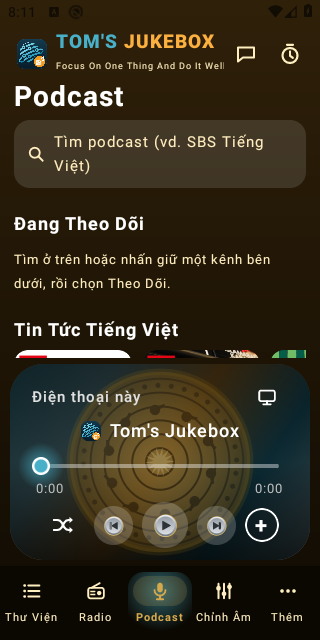 8:11
TOM'S JUKEBOX
Focus On One Thing And Do It Well
Podcast
Tìm podcast (vd. SBS Tiếng
Việt)
Đang Theo Dõi
Tìm ở trên hoặc nhấn giữ một kênh bên
dưới, rồi chọn Theo Dõi.
Tin Tức Tiếng Việt
Điện thoại này
Tom's Jukebox
0:00
0:00
Thư Viện
Radio
Podcast
Chỉnh Âm
Thêm